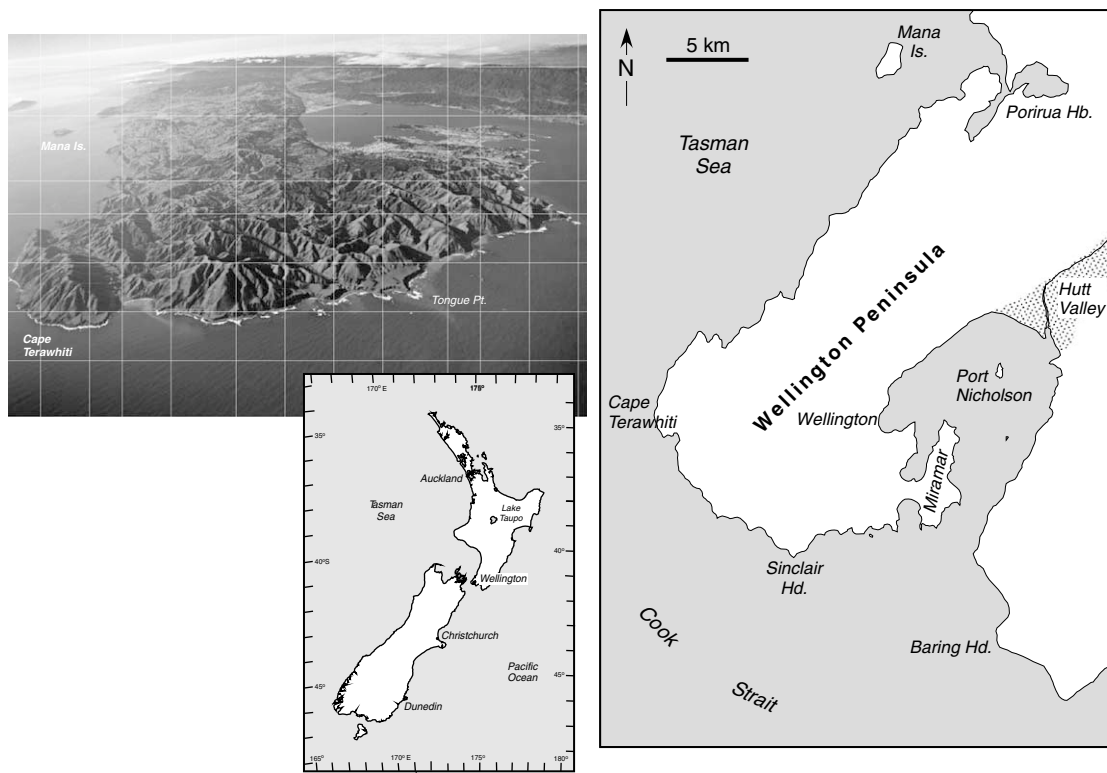 Mana Is.
Tongue Pt.
Cape
Terawhiti
170° E
175°
35°
35°
Auckland
Tasman
Sea
Lake
Taupo
40°
40°S
Wellington
Christchurch
Pacific
Ocean
45°
45°
Dunedin
165°
170° E
175°
180°
N
5 km
Mana
Is.
Porirua Hb.
Tasman
Sea
Wellington Peninsula
Hutt
Valley
Port
Nicholson
Cape
Terawhiti
Wellington
Miramar
Sinclair
Hd.
Cook
Strait
Baring Hd.